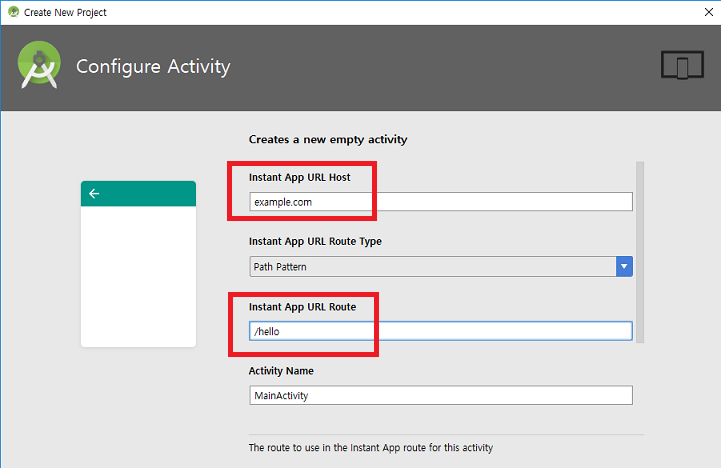 Create New Project
Configure Activity
Creates a new empty activity
Instant App URL Host
example.com
Instant App URL Route Type
Path Pattern
Instant App URL Route
/hello
Activity Name
MainActivity
The route to use in the Instant App route for this activity